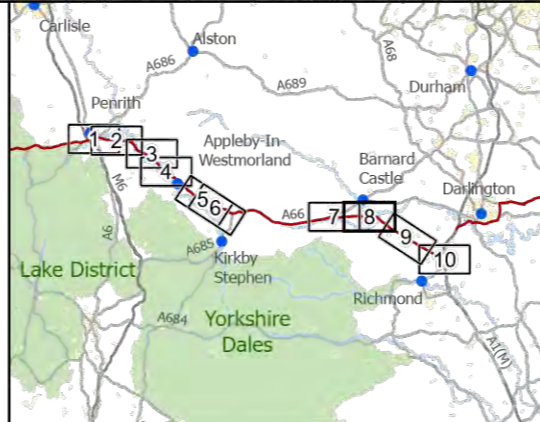 Carlisle
Alston
A68
A686
A689
Durham
Penrith
1
2
3
4
5
6
Appleby-In-
Westmorland
Barnard
Castle
Darlington
M6
A66
7
8
9
10
A6
A685
Lake District
Kirkby
Stephen
Richmond
A684
Yorkshire
Dales
A1(M)